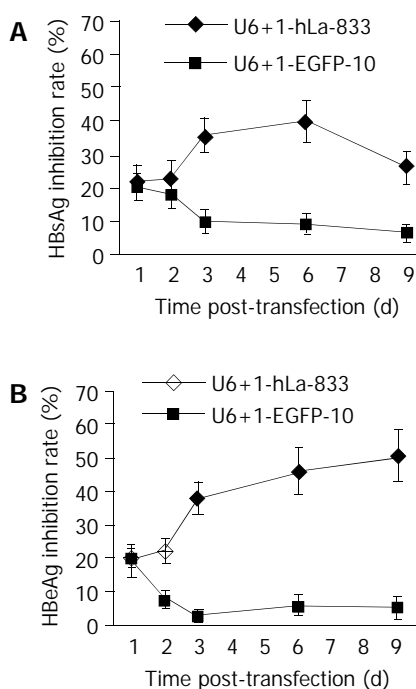 A
U6+1-hLa-833
U6+1-EGFP-10
HBsAg inhibition rate (%)
70
60
50
40
30
20
10
0
1 2 3 4 5 6 7 8 9
Time post-transfection (d)
B
U6+1-hLa-833
U6+1-EGFP-10
HBeAg inhibition rate (%)
70
60
50
40
30
20
10
0
1 2 3 4 5 6 7 8 9
Time post-transfection (d)